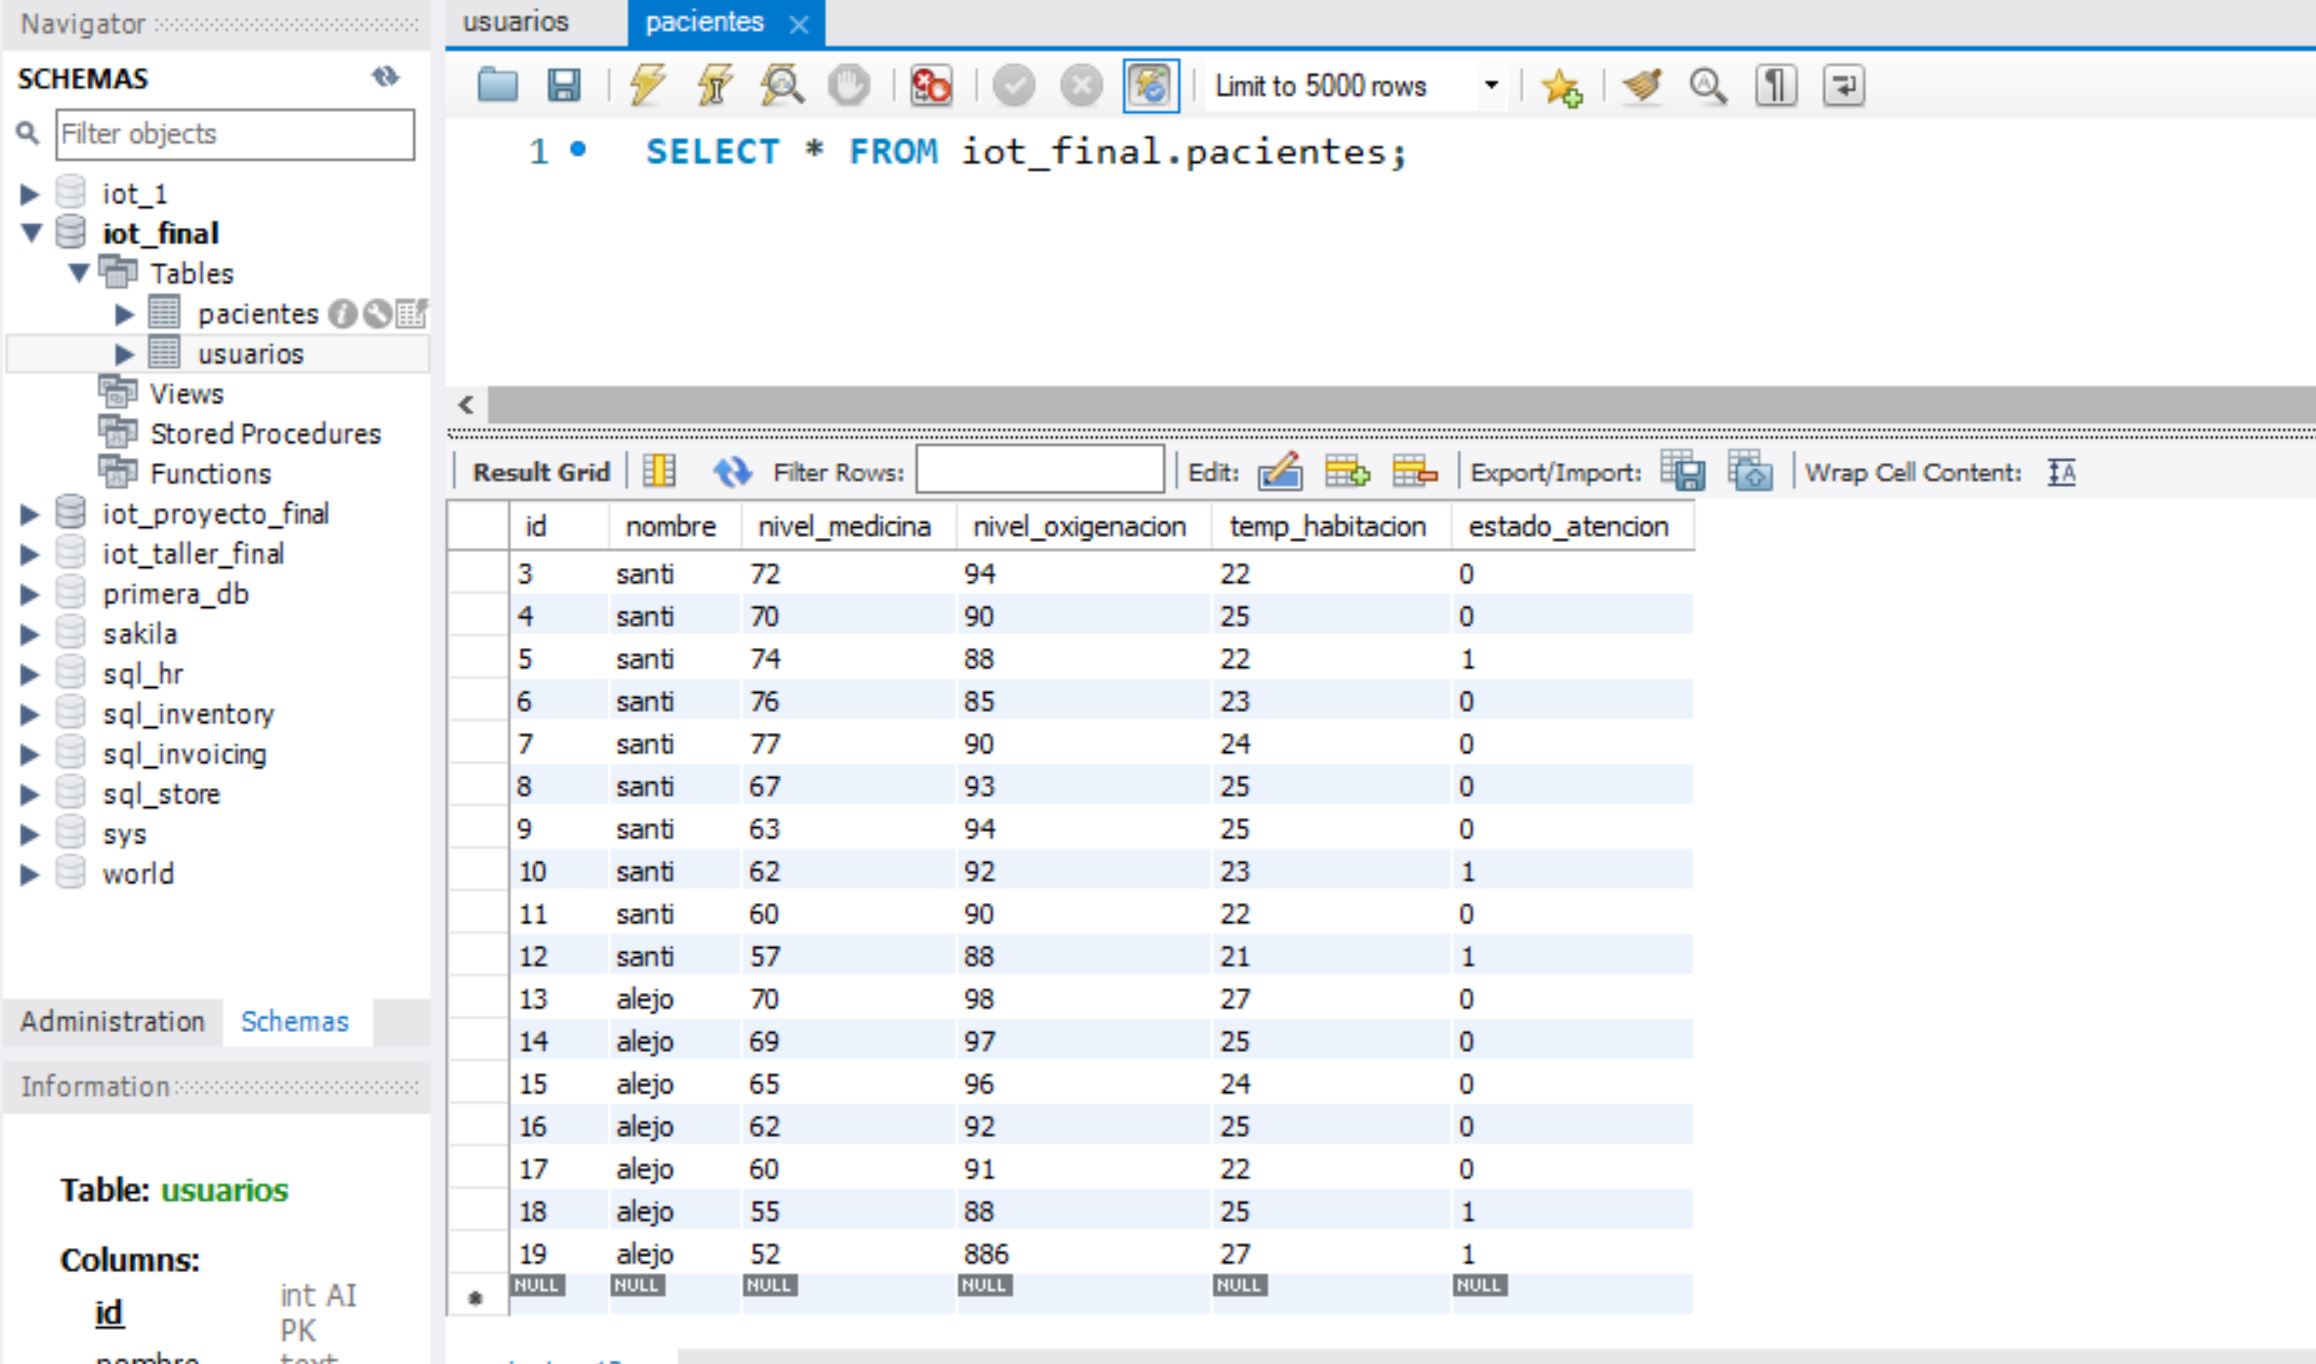 Navigator
SCHEMAS
Filter objects
iot_1
iot_final
Tables
pacientes
usuarios
Views
Stored Procedures
Functions
iot_proyecto_final
iot_taller_final
primera_db
sakila
sql_hr
sql_inventory
sql_invoicing
sql_store
sys
world
Administration Schemas
Information
Table: usuarios
Columns:
id int AI
PK
nombre text
usuarios pacientes
Limit to 5000 rows
1 SELECT * FROM iot_final.pacientes;
Result Grid Filter Rows: Edit: Export/Import: Wrap Cell Content:
id nombre nivel_medicina nivel_oxigenacion temp_habitacion estado_atencion
3 santi 72 94 22 0
4 santi 70 90 25 0
5 santi 74 88 22 1
6 santi 76 85 23 0
7 santi 77 90 24 0
8 santi 67 93 25 0
9 santi 63 94 25 0
10 santi 62 92 23 1
11 santi 60 90 22 0
12 santi 57 88 21 1
13 alejo 70 98 27 0
14 alejo 69 97 25 0
15 alejo 65 96 24 0
16 alejo 62 92 25 0
17 alejo 60 91 22 0
18 alejo 55 88 25 1
19 alejo 52 886 27 1
NULL NULL NULL NULL NULL NULL